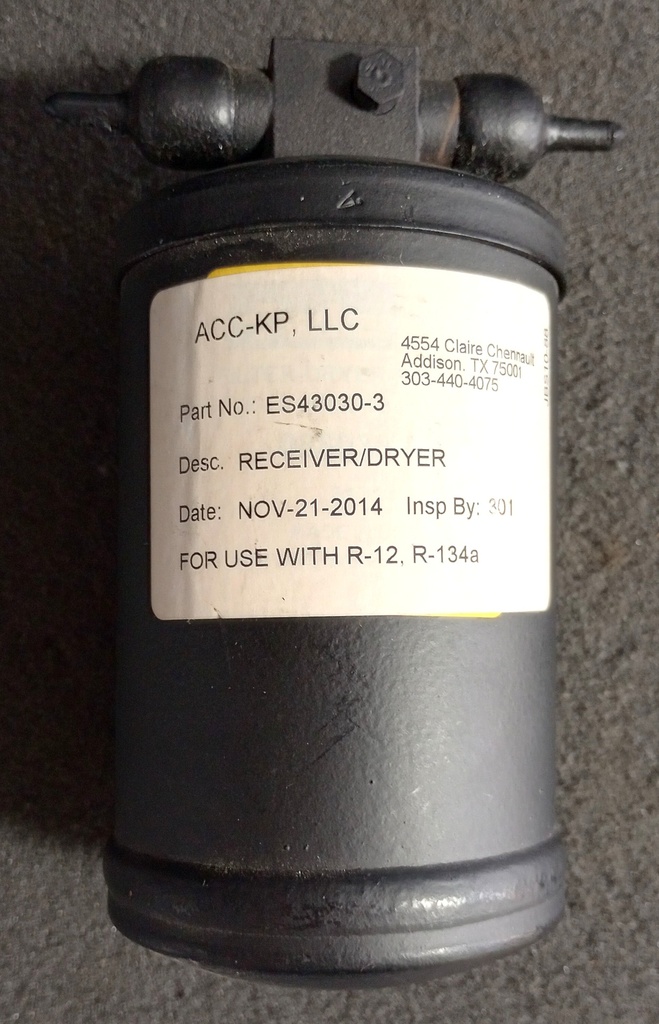 ACC-KP, LLC
4554 Claire Chennault
Addison, TX 75001
303-440-4075
Part No.: ES43030-3
Desc. RECEIVER/DRYER
Date: NOV-21-2014 Insp By: 301
FOR USE WITH R-12, R-134a